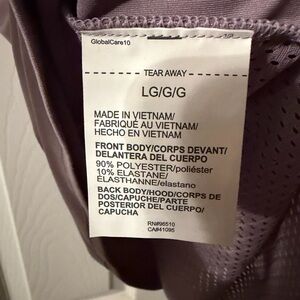 GlobalCare10
TEAR AWAY
LG/G/G
MADE IN VIETNAM/
FABRIQUÉ AU VIETNAM/
HECHO EN VIETNAM
FRONT BODY/CORPS DEVANT/
DELANTERA DEL CUERPO
90% POLYESTER/poliéster
10% ELASTANE/
ÉLASTHANNE/elastano
BACK BODY/HOOD/CORPS DE
DOS/CAPUCHE/PARTE
POSTERIOR DEL CUERPO/
CAPUCHA
RN#96510
CA#41095